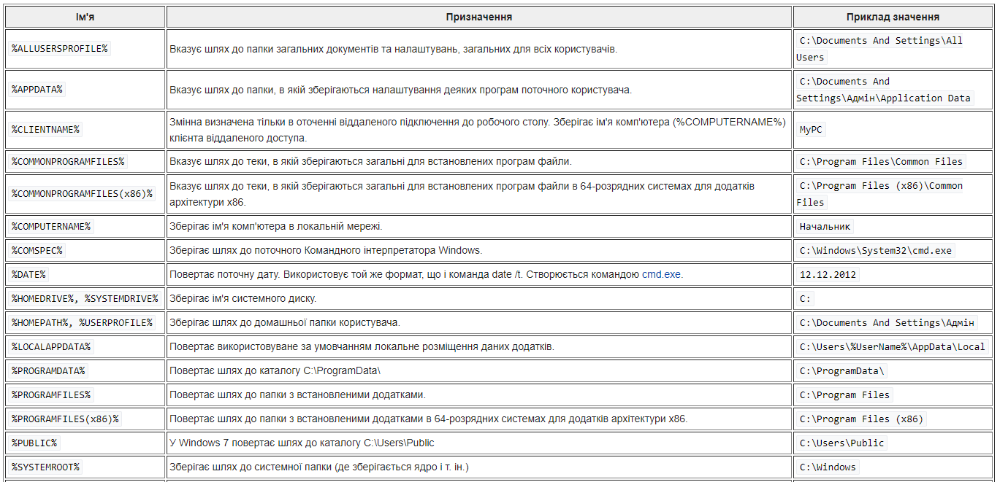 Ім'я Призначення Приклад значення
%ALLUSERSPROFILE% Вказує шлях до папки загальних документів та налаштувань, загальних для всіх користувачів. C:\Documents And Settings\All
Users
%APPDATA% Вказує шлях до папки, в якій зберігаються налаштування деяких програм поточного користувача. C:\Documents And
Settings\Адмін\Application Data
%CLIENTNAME% Змінна визначена тільки в оточенні віддаленого підключення до робочого столу. Зберігає ім'я комп'ютера (%COMPUTERNAME%)
клієнта віддаленого доступа. MyPC
%COMMONPROGRAMFILES% Вказує шлях до теки, в якій зберігаються загальні для встановлених програм файли. C:\Program Files\Common Files
%COMMONPROGRAMFILES(x86)% Вказує шлях до теки, в якій зберігаються загальні для встановлених програм файли в 64-розрядних системах для додатків
архітектури x86. C:\Program Files (x86)\Common
Files
%COMPUTERNAME% Зберігає ім'я комп'ютера в локальній мережі. Начальник
%COMSPEC% Зберігає шлях до поточного Командного інтерпретатора Windows. C:\Windows\System32\cmd.exe
%DATE% Повертає поточну дату. Використовує той же формат, що і команда date /t. Створюється командою cmd.exe. 12.12.2012
%HOMEDRIVE%, %SYSTEMDRIVE% Зберігає ім'я системного диску. C:
%HOMEPATH%, %USERPROFILE% Зберігає шлях до домашньої папки користувача. C:\Documents And Settings\Адмін
%LOCALAPPDATA% Повертає використовуване за умовчанням локальне розміщення даних додатків. C:\Users\%UserName%\AppData\Local
%PROGRAMDATA% Повертає шлях до каталогу C:\ProgramData\ C:\ProgramData\
%PROGRAMFILES% Повертає шлях до папки з встановленими додатками. C:\Program Files
%PROGRAMFILES(x86)% Повертає шлях до папки з встановленими додатками в 64-розрядних системах для додатків архітектури x86. C:\Program Files (x86)
%PUBLIC% У Windows 7 повертає шлях до каталогу C:\Users\Public C:\Users\Public
%SYSTEMROOT% Зберігає шлях до системної папки (де зберігається ядро і т. ін.) C:\Windows